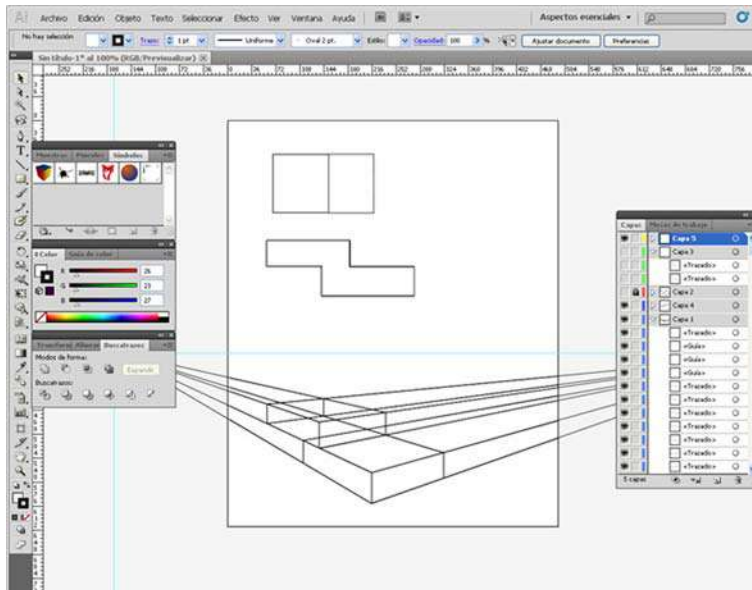 Ai Archivo Edición Objeto Texto Seleccionar Efecto Ver Ventana Ayuda Aspectos esenciales
No hay selección Trazo: 1 pt Uniforme Oval 2 pt. Estilo: Opacidad: 100 % Ajustar documento Preferencias
Sin título-1* al 100% (RGB/Previsualizar)
Muestras Pinceles Símbolos
Color Guía de color
R 26
G 23
B 27
Transformar Alinear Buscatrazos
Modos de forma:
Expandir
Buscatrazos:
Capas Mesas de trabajo
Capa 5
Capa 3
<Trazado>
<Trazado>
Capa 2
Capa 4
Capa 1
<Trazado>
<Guía>
<Guía>
<Guía>
<Trazado>
<Trazado>
<Trazado>
<Trazado>
<Trazado>
<Trazado>
<Trazado>
5 capas